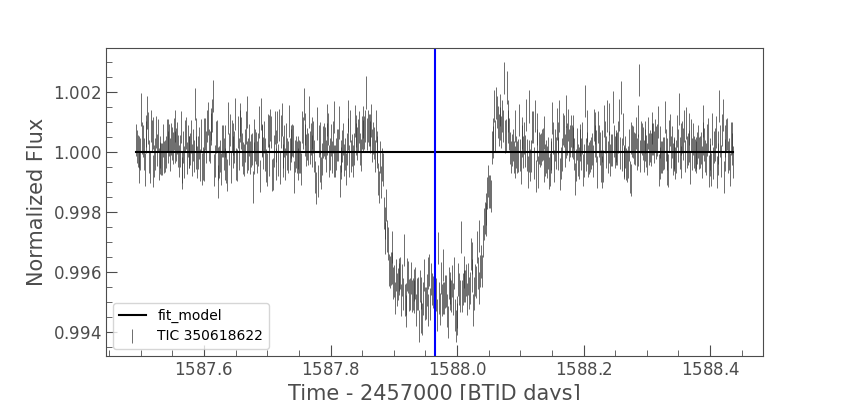 1.002
1.000
0.998
0.996
0.994
Normalized Flux
fit_model
TIC 350618622
1587.6 1587.8 1588.0 1588.2 1588.4
Time - 2457000 [BTJD days]